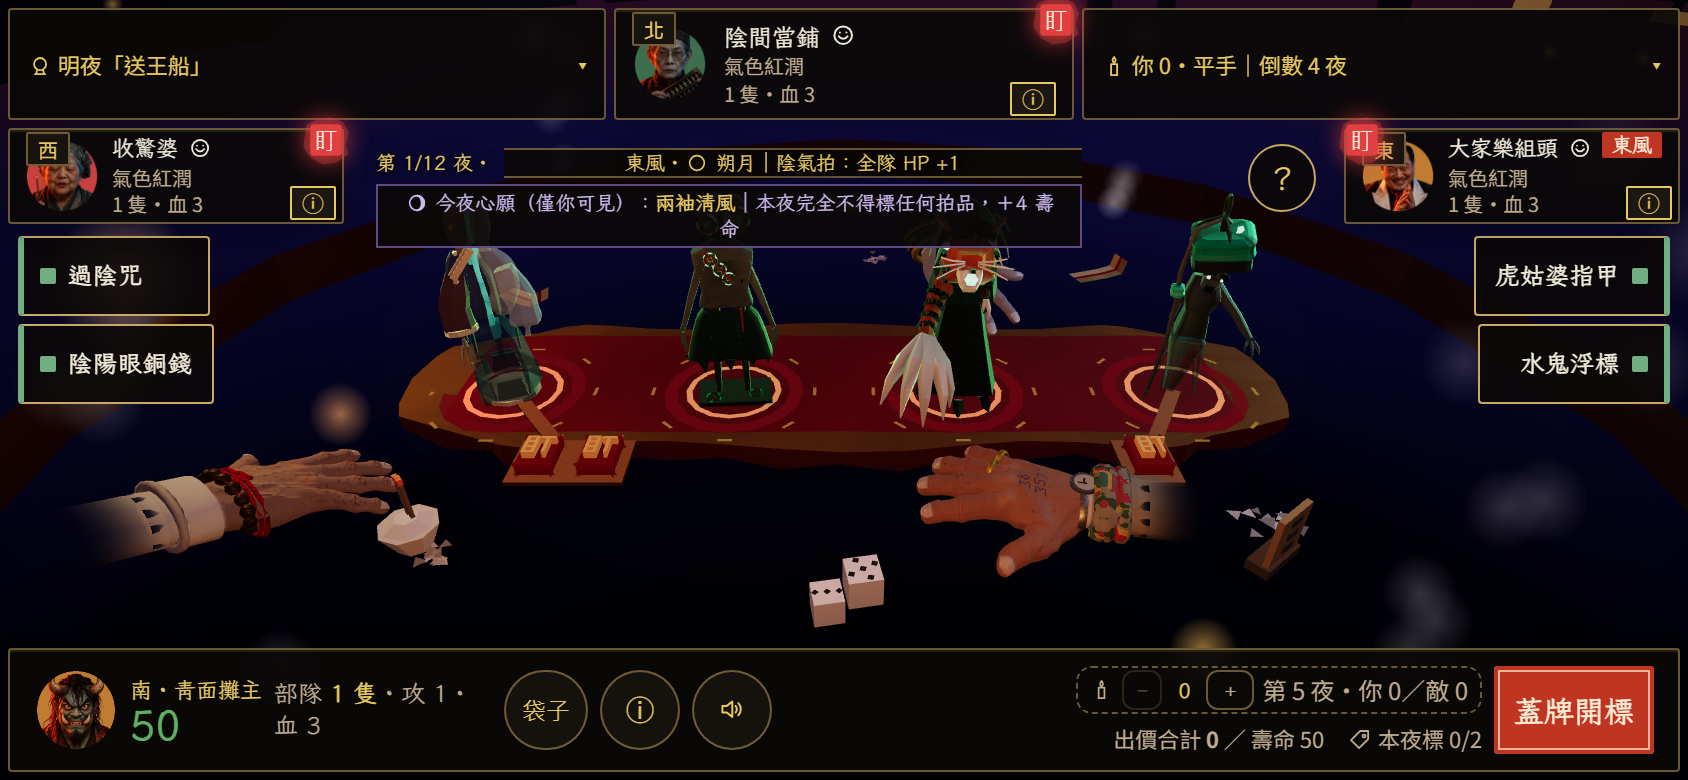 明夜「送王船」
北
陰間當鋪
氣色紅潤
1 隻・血 3
盯
你 0・平手｜倒數 4 夜
西
收驚婆
氣色紅潤
1 隻・血 3
盯
第 1/12 夜・
東風・〇 朔月｜陰氣拍：全隊 HP +1
今夜心願（僅你可見）：兩袖清風｜本夜完全不得標任何拍品，＋4 壽
命
?
盯
東
大家樂組頭
東風
氣色紅潤
1 隻・血 3
過陰咒
陰陽眼銅錢
虎姑婆指甲
水鬼浮標
南・青面攤主
50
部隊 1 隻・攻 1・
血 3
袋子
− 0 +
第 5 夜・你 0／敵 0
出價合計 0 ／ 壽命 50
本夜標 0/2
蓋牌開標